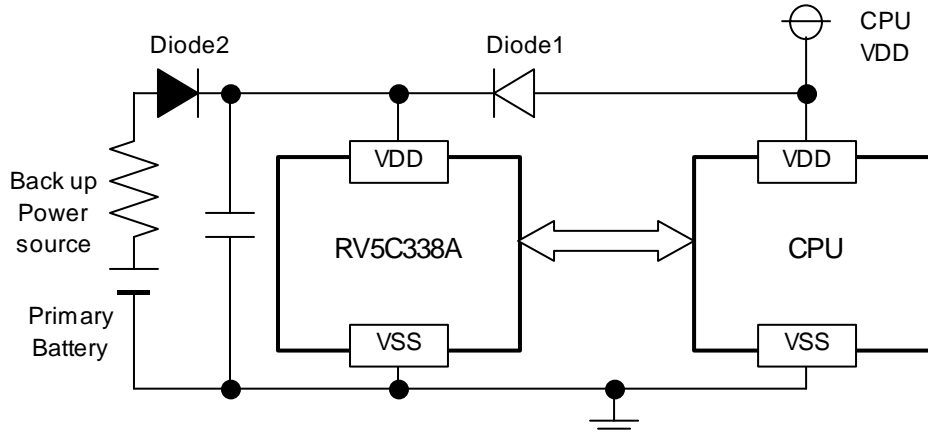 CPU
VDD
Diode2
Diode1
VDD
VDD
Back up
Power
source
RV5C338A
CPU
Primary
Battery
VSS
VSS